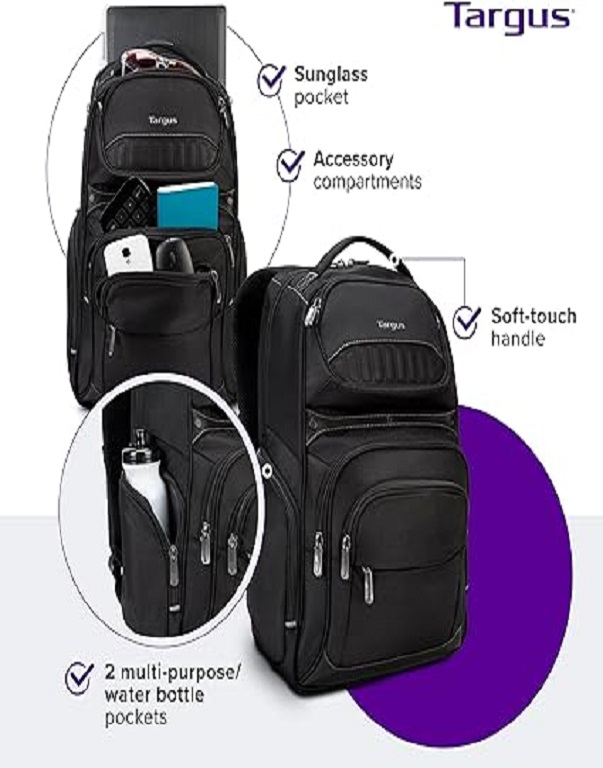 Targus
Sunglass
pocket
Targus
Accessory
compartments
Soft-touch
handle
Targus
2 multi-purpose/
water bottle
pockets